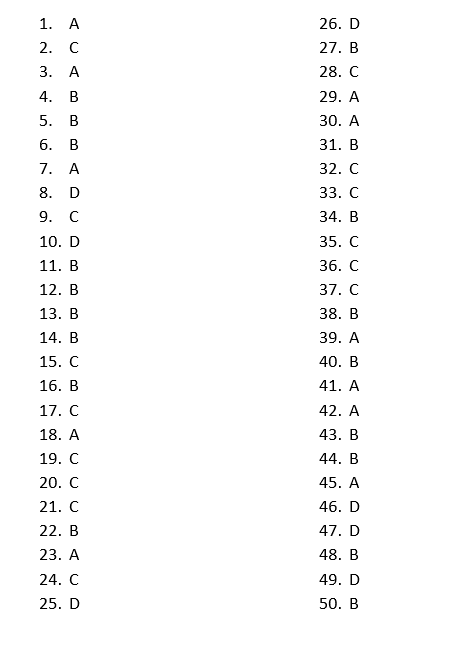 1. A
2. C
3. A
4. B
5. B
6. B
7. A
8. D
9. C
10. D
11. B
12. B
13. B
14. B
15. C
16. B
17. C
18. A
19. C
20. C
21. C
22. B
23. A
24. C
25. D
26. D
27. B
28. C
29. A
30. A
31. B
32. C
33. C
34. B
35. C
36. C
37. C
38. B
39. A
40. B
41. A
42. A
43. B
44. B
45. A
46. D
47. D
48. B
49. D
50. B